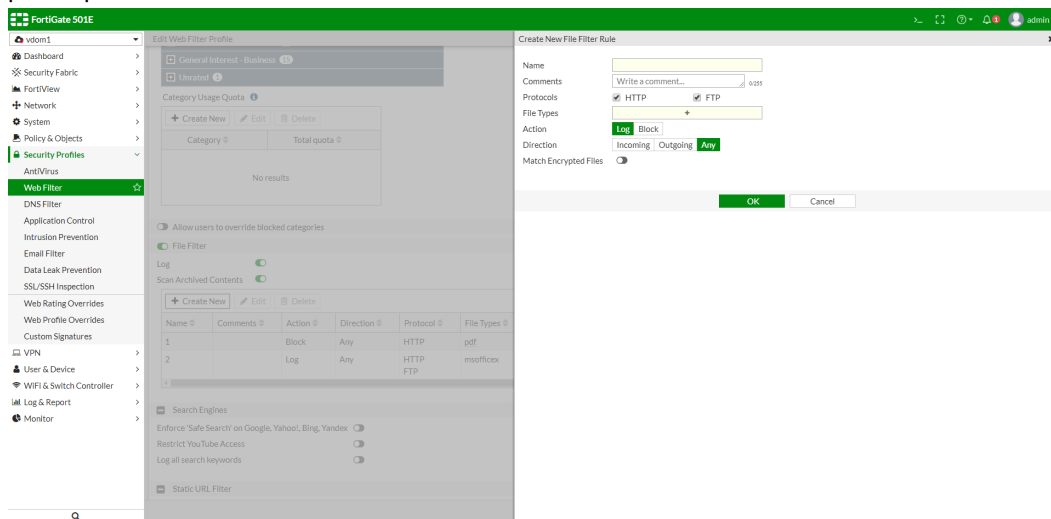 FortiGate 501E
admin
vdom1
Dashboard
Security Fabric
FortiView
Network
System
Policy & Objects
Security Profiles
AntiVirus
Web Filter
DNS Filter
Application Control
Intrusion Prevention
Email Filter
Data Leak Prevention
SSL/SSH Inspection
Web Rating Overrides
Web Profile Overrides
Custom Signatures
VPN
User & Device
WiFi & Switch Controller
Log & Report
Monitor
Edit Web Filter Profile
General Interest - Business 15
Unrated 1
Category Usage Quota
Create New Edit Delete
Category Total quota
No results
Allow users to override blocked categories
File Filter
Log
Scan Archived Contents
Create New Edit Delete
Name Comments Action Direction Protocol File Types
1 Block Any HTTP pdf
2 Log Any HTTP msofficex
FTP
Search Engines
Enforce 'Safe Search' on Google, Yahoo!, Bing, Yandex
Restrict YouTube Access
Log all search keywords
Static URL Filter
Create New File Filter Rule
Name
Comments Write a comment... 0/255
Protocols HTTP FTP
File Types +
Action Log Block
Direction Incoming Outgoing Any
Match Encrypted Files
OK Cancel